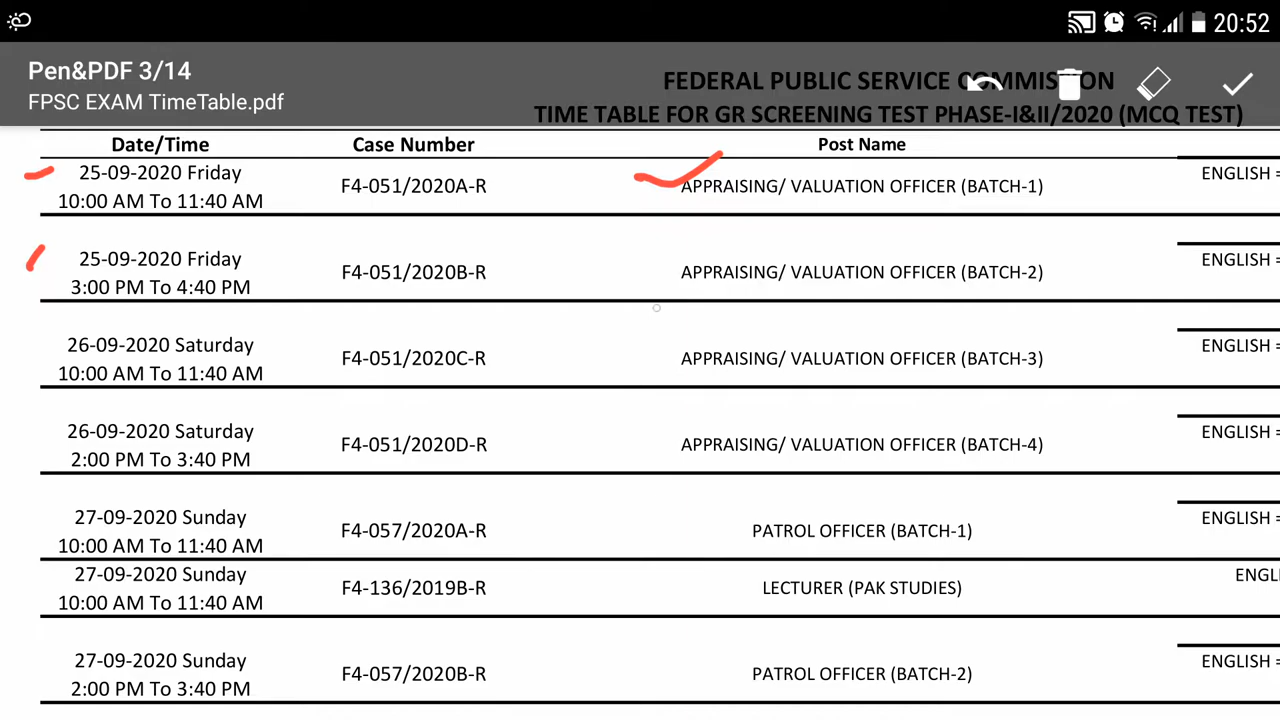 20:52
Pen&PDF 3/14
FPSC EXAM TimeTable.pdf
FEDERAL PUBLIC SERVICE COMMISSION
TIME TABLE FOR GR SCREENING TEST PHASE-I&II/2020 (MCQ TEST)
Date/Time Case Number Post Name
25-09-2020 Friday
10:00 AM To 11:40 AM
F4-051/2020A-R
APPRAISING/ VALUATION OFFICER (BATCH-1)
ENGLISH =
25-09-2020 Friday
3:00 PM To 4:40 PM
F4-051/2020B-R
APPRAISING/ VALUATION OFFICER (BATCH-2)
ENGLISH =
26-09-2020 Saturday
10:00 AM To 11:40 AM
F4-051/2020C-R
APPRAISING/ VALUATION OFFICER (BATCH-3)
ENGLISH =
26-09-2020 Saturday
2:00 PM To 3:40 PM
F4-051/2020D-R
APPRAISING/ VALUATION OFFICER (BATCH-4)
ENGLISH =
27-09-2020 Sunday
10:00 AM To 11:40 AM
F4-057/2020A-R
PATROL OFFICER (BATCH-1)
ENGLISH =
27-09-2020 Sunday
10:00 AM To 11:40 AM
F4-136/2019B-R
LECTURER (PAK STUDIES)
ENGL
27-09-2020 Sunday
2:00 PM To 3:40 PM
F4-057/2020B-R
PATROL OFFICER (BATCH-2)
ENGLISH =